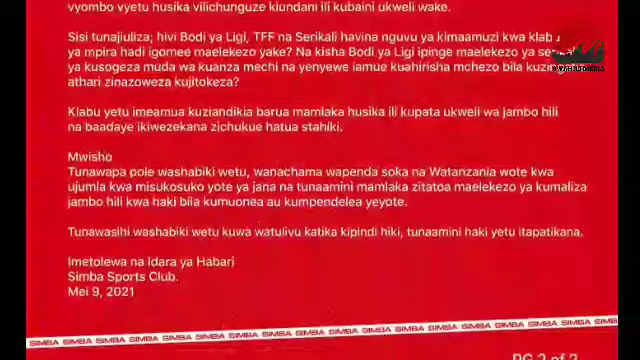 vyombo vyetu husika vilichunguze kiundani ili kubaini ukweli wake.
Sisi tunajiuliza; hivi Bodi ya Ligi, TFF na Serikali havina nguvu ya kimaamuzi kwa klabu
ya mpira hadi igomee maelekezo yake? Na kisha Bodi ya Ligi ipinge maelekezo ya
ya kusogeza muda wa kuanza mechi na yenyewe iamue kuahirisha mchezo bila
athari zinazoweza kujitokeza?
Klabu yetu imeamua kuziandikia barua mamlaka husika ili kupata ukweli wa jambo hili
na baadaye ikiwezekana zichukue hatua stahiki.
Mwisho
Tunawapa pole washabiki wetu, wanachama wapenda soka na Watanzania wote kwa
ujumla kwa misukosuko yote ya jana na tunaamini mamlaka zitatoa maelekezo ya kumaliza
jambo hili kwa haki bila kumuonea au kumpendelea yeyote.
Tunawasihi washabiki wetu kuwa watulivu katika kipindi hiki, tunaamini haki yetu itapatikana.
Imetolewa na idara ya Habari
Simba Sports Club.
Mei 9, 2021
SIMBA SIMBA SIMBA SIMBA SIMBA SIMBA SIMBA SIMBA SIMBA SIMBA SIMBA SIMBA SIMBA SIMBA SIMBA SIMBA SIMBA SIMBA